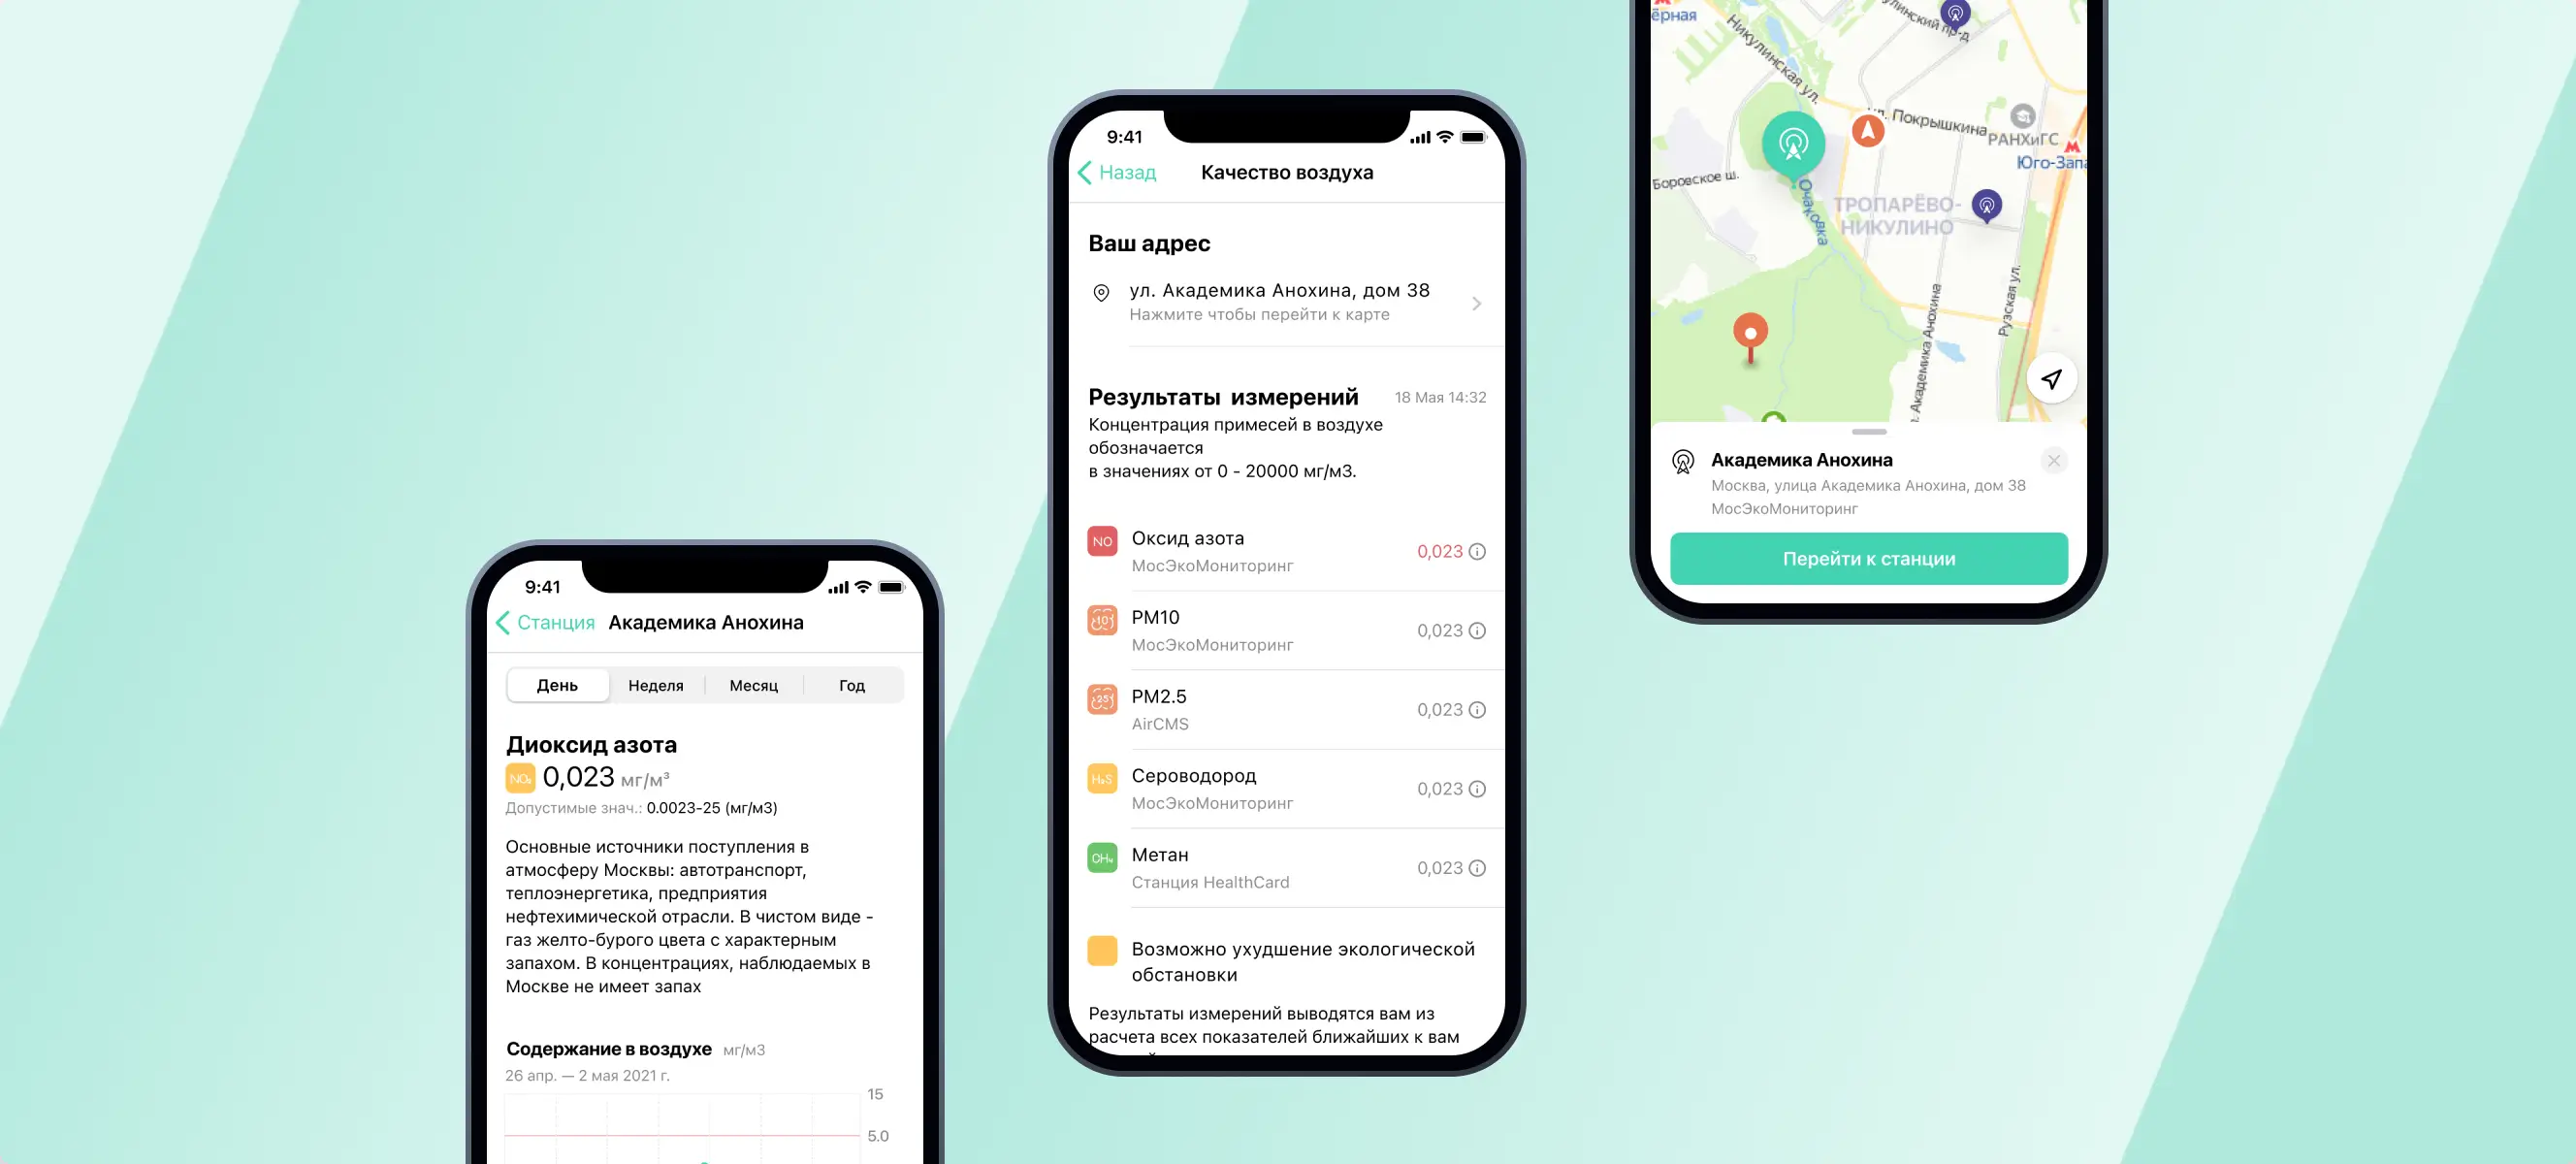 9:41
Станция Академика Анохина
День Неделя Месяц Год
Диоксид азота
NO₂ 0,023 мг/м³
Допустимые знач.: 0.0023-25 (мг/м3)
Основные источники поступления в
атмосферу Москвы: автотранспорт,
теплоэнергетика, предприятия
нефтехимической отрасли. В чистом виде -
газ желто-бурого цвета с характерным
запахом. В концентрациях, наблюдаемых в
Москве не имеет запах
Содержание в воздухе мг/м3
26 апр. — 2 мая 2021 г.
15
5.0
9:41
Назад Качество воздуха
Ваш адрес
ул. Академика Анохина, дом 38
Нажмите чтобы перейти к карте
Результаты измерений 18 Мая 14:32
Концентрация примесей в воздухе
обозначается
в значениях от 0 - 20000 мг/м3.
NO Оксид азота
МосЭкоМониторинг
0,023
10 PM10
МосЭкоМониторинг
0,023
25 PM2.5
AirCMS
0,023
H₂S Сероводород
МосЭкоМониторинг
0,023
CH₄ Метан
Станция HealthCard
0,023
Возможно ухудшение экологической
обстановки
Результаты измерений выводятся вам из
расчета всех показателей ближайших к вам
ёрная
улинский пр-д
Никулинская ул.
ул. Покрышкина
РАНХиГС
Юго-Запа
Боровское ш.
Очаковка
ТРОПАРЁВО-
НИКУЛИНО
Рузская ул.
. Академика Анохина
Академика Анохина
Москва, улица Академика Анохина, дом 38
МосЭкоМониторинг
Перейти к станции